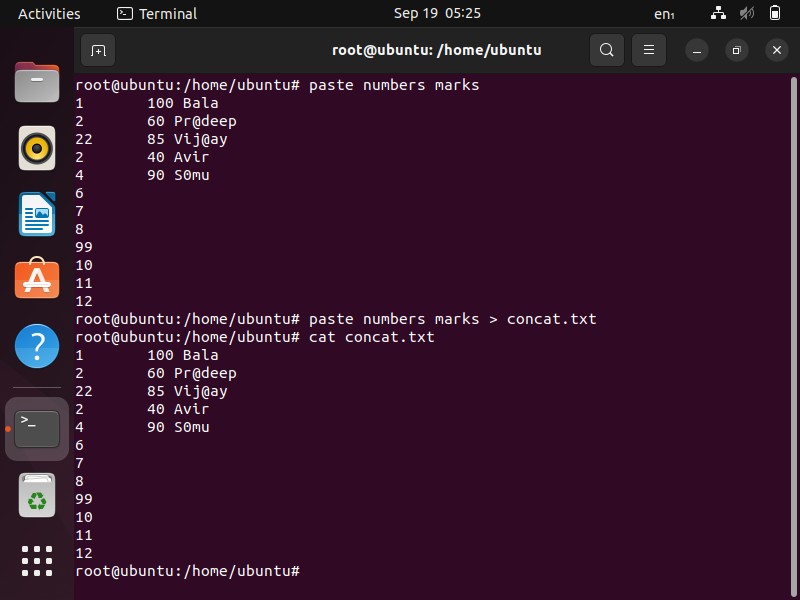 Activities Terminal Sep 19 05:25 en₁
root@ubuntu: /home/ubuntu
root@ubuntu:/home/ubuntu# paste numbers marks
1 100 Bala
2 60 Pr@deep
22 85 Vij@ay
2 40 Avir
4 90 S0mu
6
7
8
99
10
11
12
root@ubuntu:/home/ubuntu# paste numbers marks > concat.txt
root@ubuntu:/home/ubuntu# cat concat.txt
1 100 Bala
2 60 Pr@deep
22 85 Vij@ay
2 40 Avir
4 90 S0mu
6
7
8
99
10
11
12
root@ubuntu:/home/ubuntu#